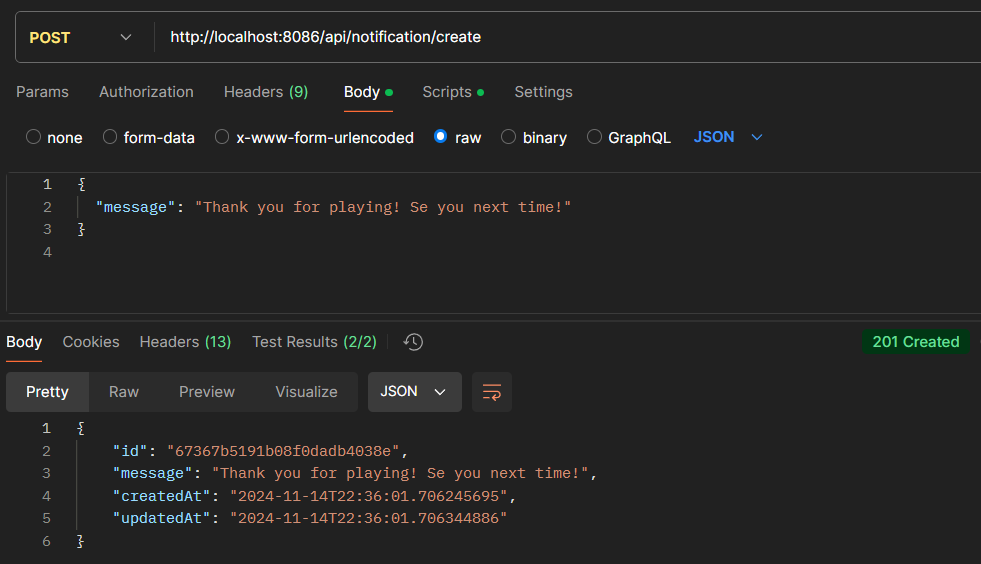 POST http://localhost:8086/api/notification/create
Params Authorization Headers (9) Body Scripts Settings
none form-data x-www-form-urlencoded raw binary GraphQL JSON
1 {
2 "message": "Thank you for playing! Se you next time!"
3 }
4
Body Cookies Headers (13) Test Results (2/2) 201 Created
Pretty Raw Preview Visualize JSON
1 {
2 "id": "67367b5191b08f0dadb4038e",
3 "message": "Thank you for playing! Se you next time!",
4 "createdAt": "2024-11-14T22:36:01.706245695",
5 "updatedAt": "2024-11-14T22:36:01.706344886"
6 }